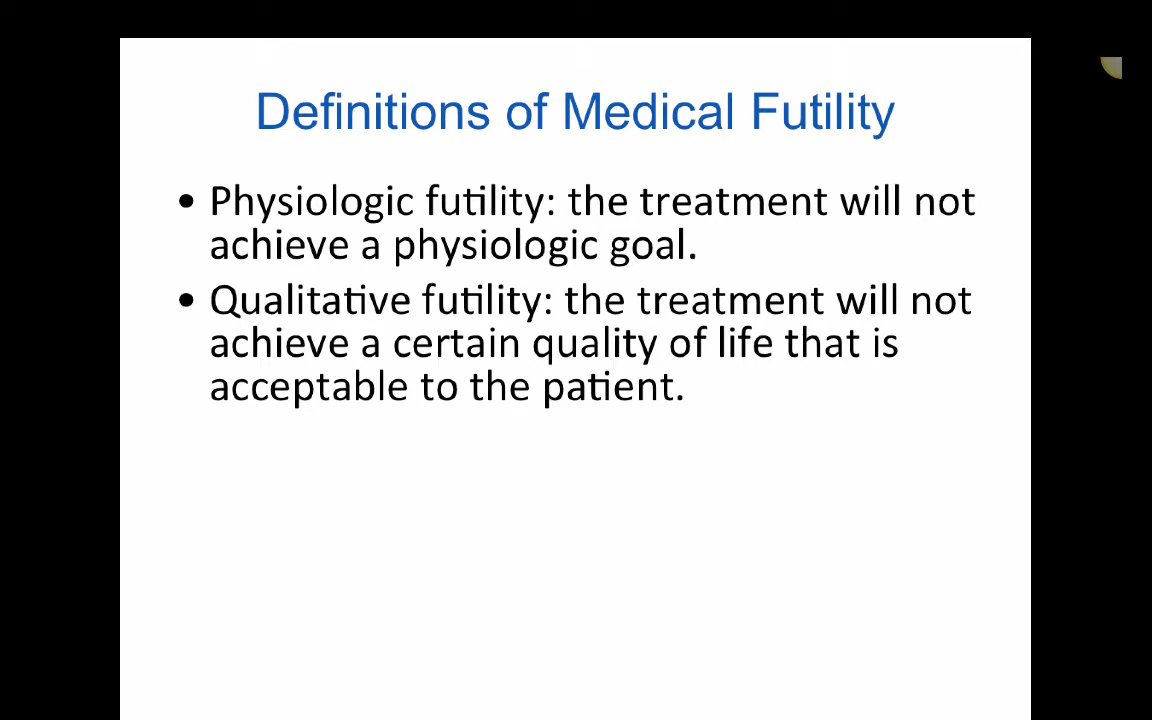 Definitions of Medical Futility
• Physiologic futility: the treatment will not
achieve a physiologic goal.
• Qualitative futility: the treatment will not
achieve a certain quality of life that is
acceptable to the patient.